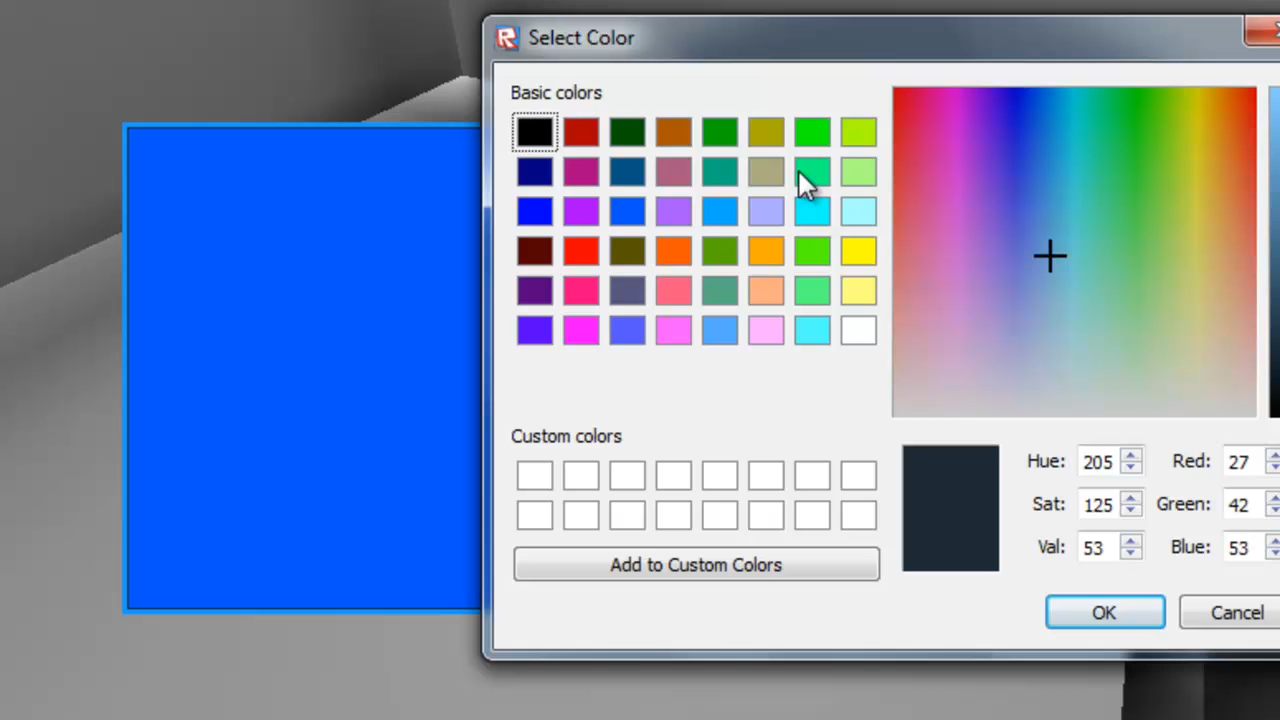 Select Color
Basic colors
Custom colors
Add to Custom Colors
Hue: 205 Red: 27
Sat: 125 Green: 42
Val: 53 Blue: 53
OK Cancel